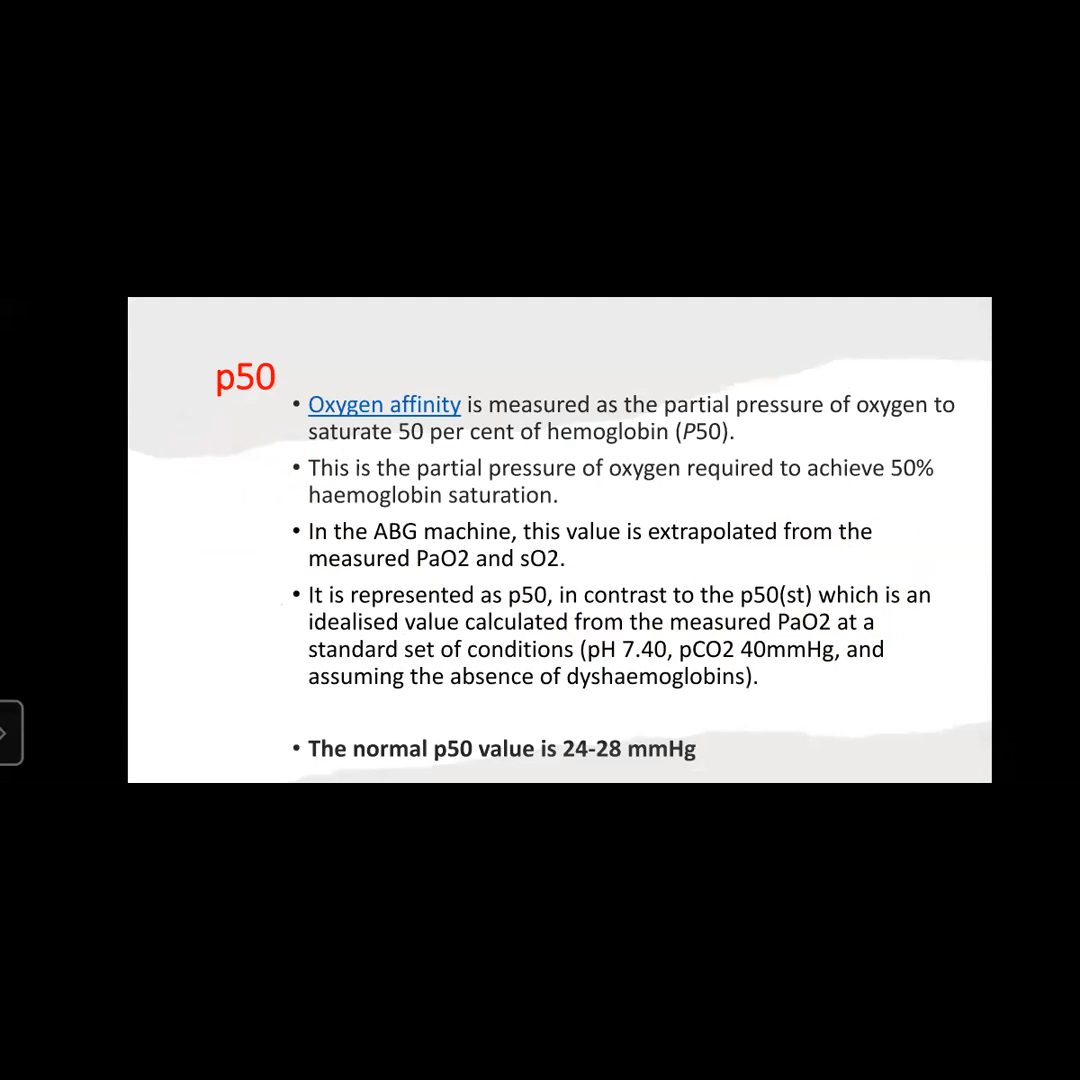 p50
• Oxygen affinity is measured as the partial pressure of oxygen to
saturate 50 per cent of hemoglobin (P50).
• This is the partial pressure of oxygen required to achieve 50%
haemoglobin saturation.
• In the ABG machine, this value is extrapolated from the
measured PaO2 and sO2.
• It is represented as p50, in contrast to the p50(st) which is an
idealised value calculated from the measured PaO2 at a
standard set of conditions (pH 7.40, pCO2 40mmHg, and
assuming the absence of dyshaemoglobins).
• The normal p50 value is 24-28 mmHg